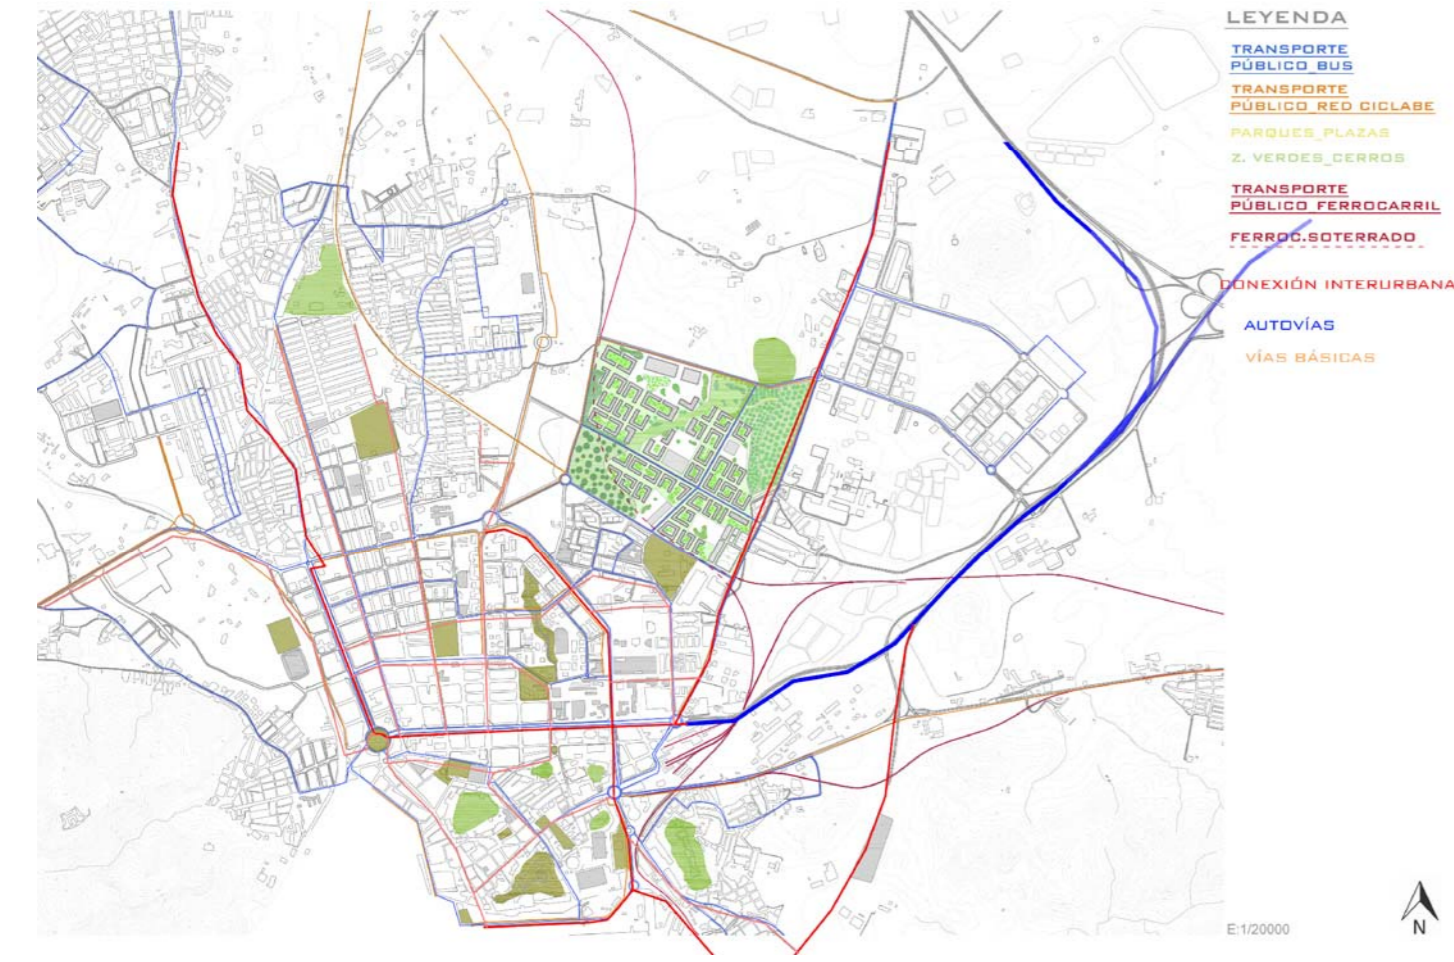 LEYENDA
TRANSPORTE
PÚBLICO_BUS
TRANSPORTE
PÚBLICO_RED CICLABE
PARQUES_PLAZAS
Z. VERDES_CERROS
TRANSPORTE
PÚBLICO_FERROCARRIL
FERROC.SOTERRADO
CONEXIÓN INTERURBANA
AUTOVÍAS
VÍAS BÁSICAS
E:1/20000
N